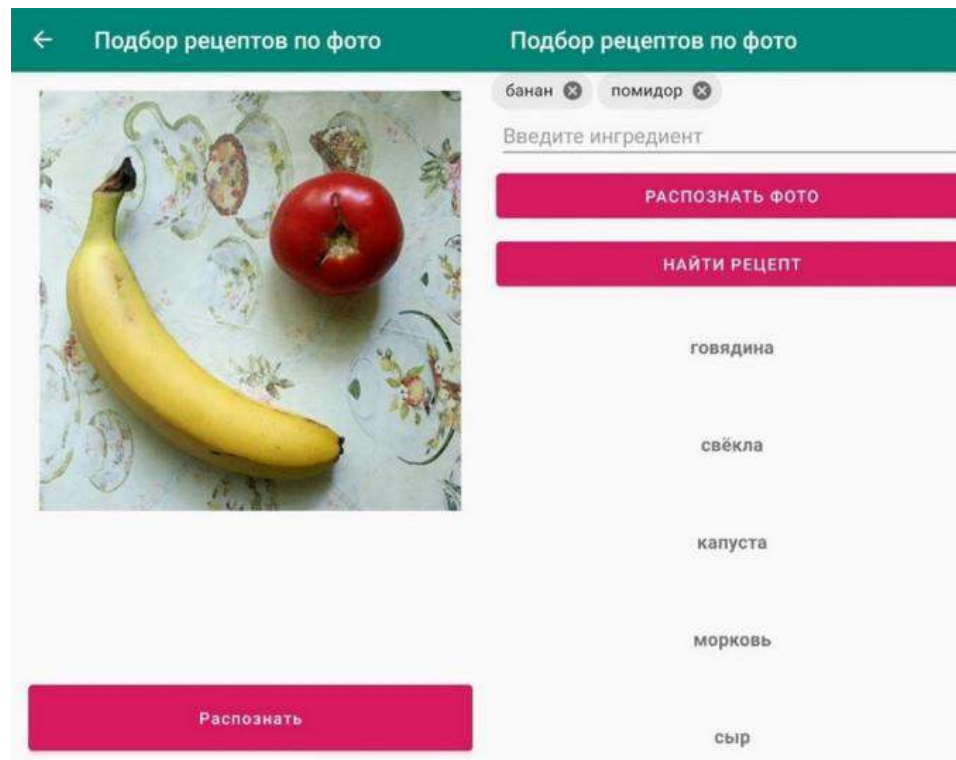 Подбор рецептов по фото
Распознать
Подбор рецептов по фото
банан помидор
Введите ингредиент
РАСПОЗНАТЬ ФОТО
НАЙТИ РЕЦЕПТ
говядина
свёкла
капуста
морковь
сыр